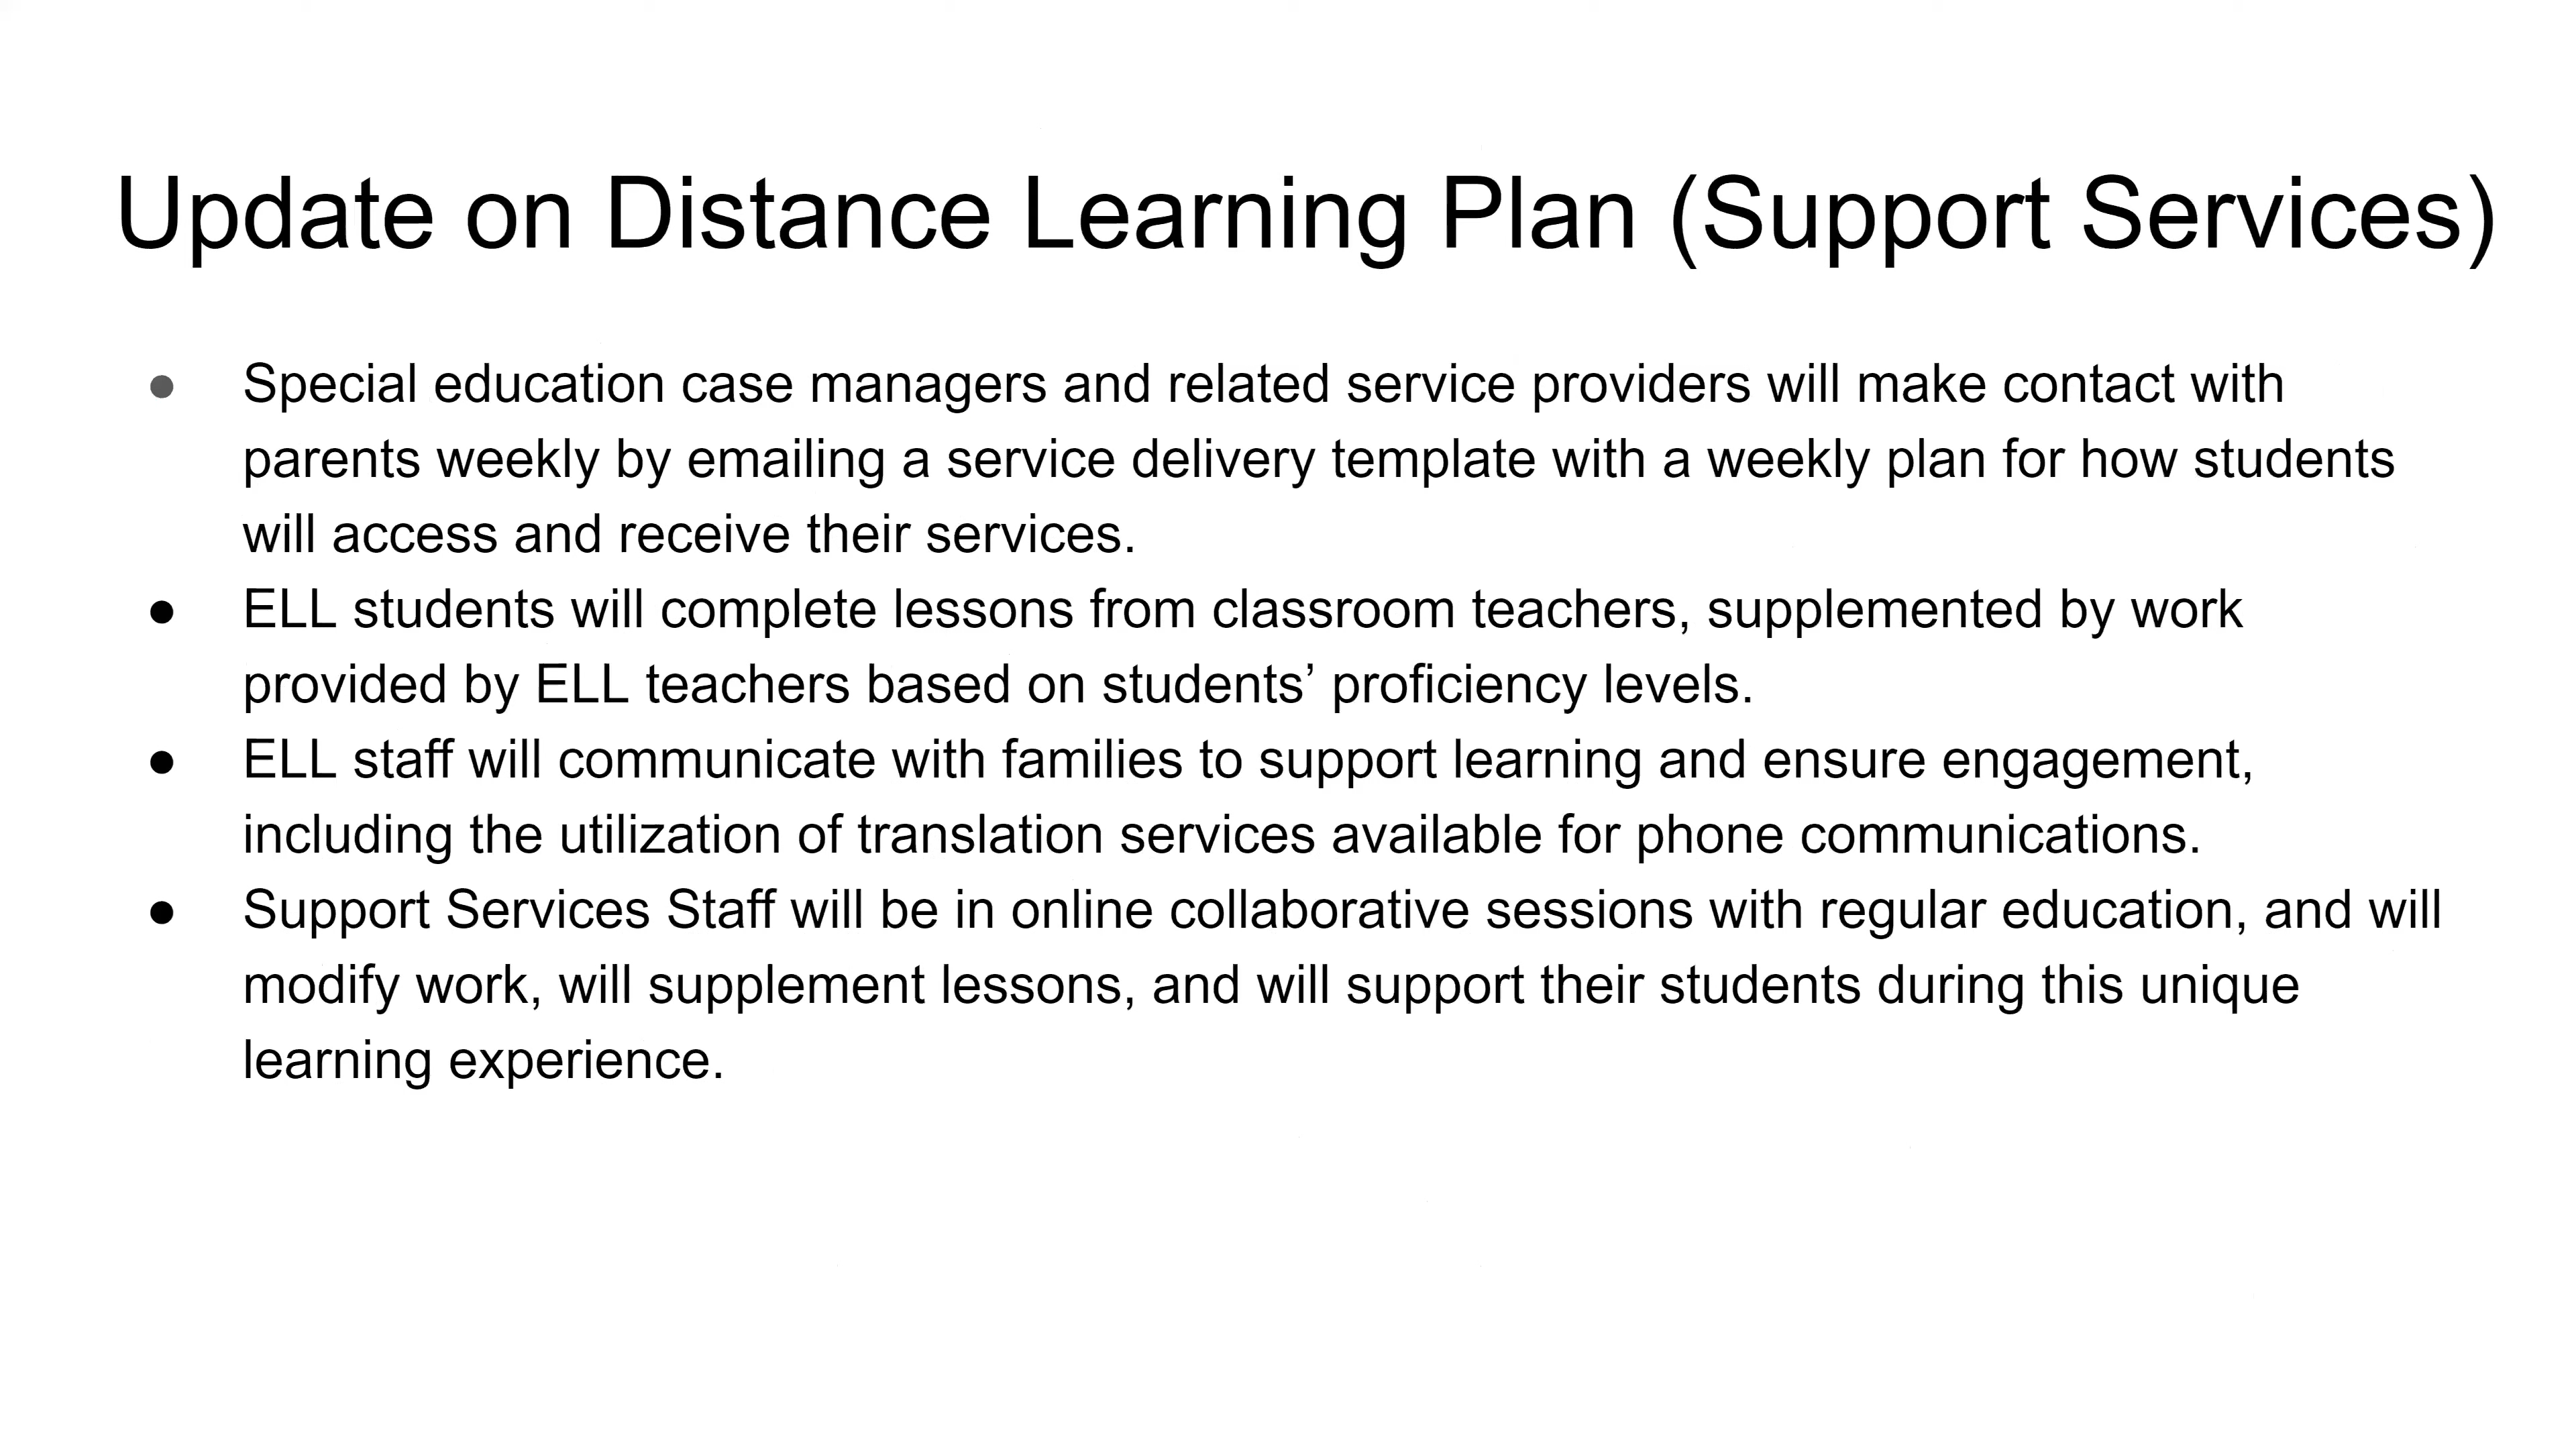 Update on Distance Learning Plan (Support Services)
● Special education case managers and related service providers will make contact with
parents weekly by emailing a service delivery template with a weekly plan for how students
will access and receive their services.
● ELL students will complete lessons from classroom teachers, supplemented by work
provided by ELL teachers based on students’ proficiency levels.
● ELL staff will communicate with families to support learning and ensure engagement,
including the utilization of translation services available for phone communications.
● Support Services Staff will be in online collaborative sessions with regular education, and will
modify work, will supplement lessons, and will support their students during this unique
learning experience.